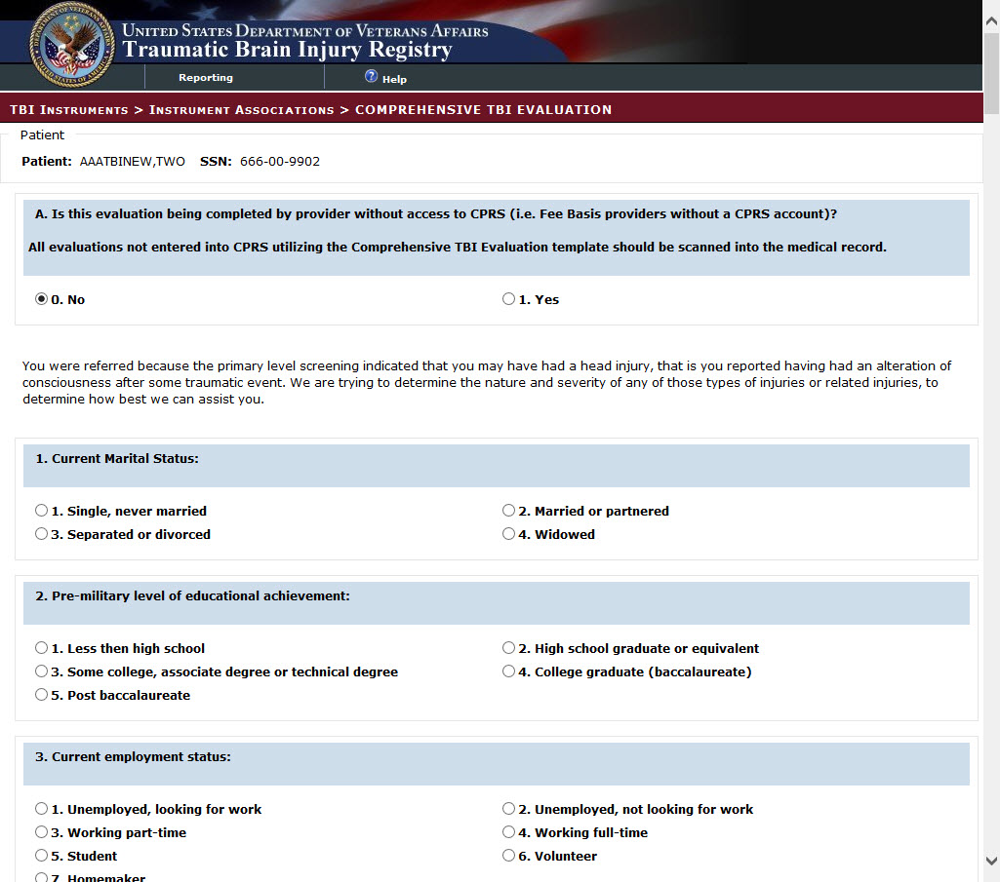 UNITED STATES DEPARTMENT OF VETERANS AFFAIRS
Traumatic Brain Injury Registry
Reporting
? Help
TBI INSTRUMENTS > INSTRUMENT ASSOCIATIONS > COMPREHENSIVE TBI EVALUATION
Patient
Patient: AAATBINEW,TWO SSN: 666-00-9902
A. Is this evaluation being completed by provider without access to CPRS (i.e. Fee Basis providers without a CPRS account)?
All evaluations not entered into CPRS utilizing the Comprehensive TBI Evaluation template should be scanned into the medical record.
0. No 1. Yes
You were referred because the primary level screening indicated that you may have had a head injury, that is you reported having had an alteration of
consciousness after some traumatic event. We are trying to determine the nature and severity of any of those types of injuries or related injuries, to
determine how best we can assist you.
1. Current Marital Status:
1. Single, never married 2. Married or partnered
3. Separated or divorced 4. Widowed
2. Pre-military level of educational achievement:
1. Less then high school 2. High school graduate or equivalent
3. Some college, associate degree or technical degree 4. College graduate (baccalaureate)
5. Post baccalaureate
3. Current employment status:
1. Unemployed, looking for work 2. Unemployed, not looking for work
3. Working part-time 4. Working full-time
5. Student 6. Volunteer
7. Homemaker